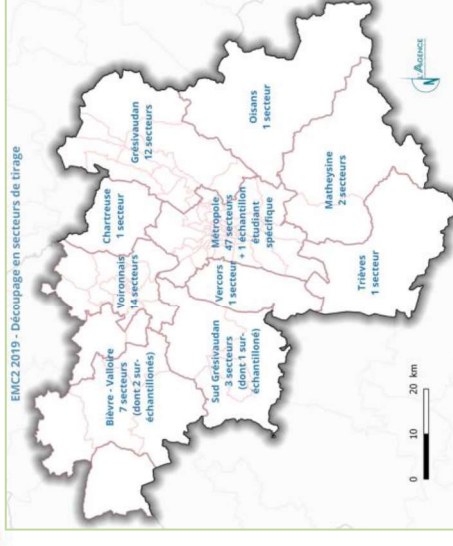 EMC2 2019 - Découpage en secteurs de tirage
Bièvre - Valloire
7 secteurs
(dont 2 sur-
échantillonés)
Voironnais
14 secteurs
Chartreuse
1 secteur
Grésivaudan
12 secteurs
Sud Grésivaudan
3 secteurs
(dont 1 sur-
échantilloné)
Vercors
1 secteur
Métropole
47 secteurs
+ 1 échantillon
étudiant
spécifique
Oisans
1 secteur
Trièves
1 secteur
Matheysine
2 secteurs
0 10 20 km
N
L'AGENCE